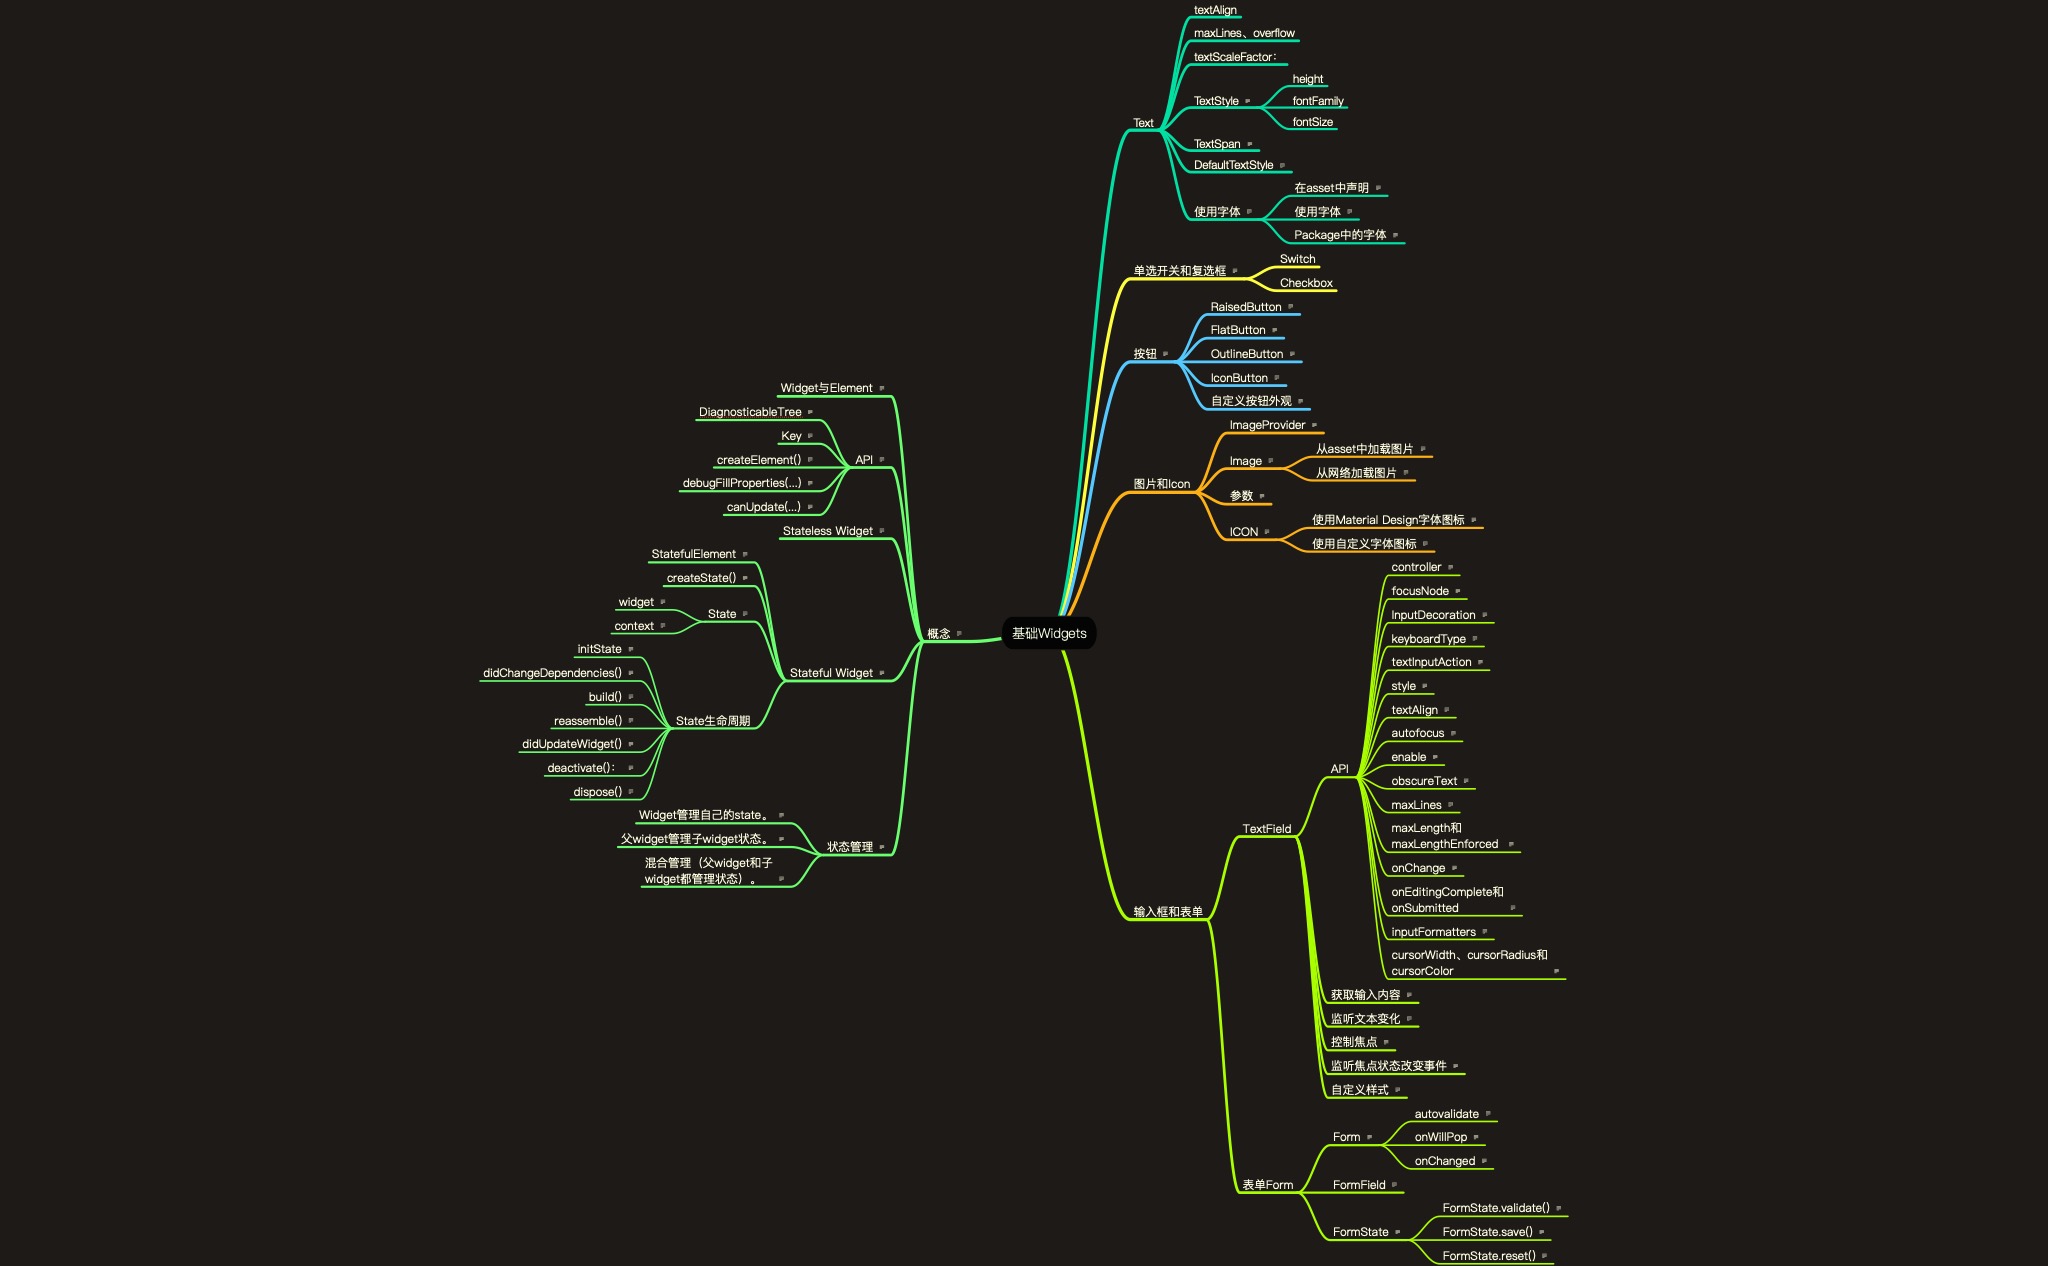 基础Widgets
Text
textAlign
maxLines、overflow
textScaleFactor：
TextStyle
height
fontFamily
fontSize
TextSpan
DefaultTextStyle
使用字体
在asset中声明
使用字体
Package中的字体
单选开关和复选框
Switch
Checkbox
按钮
RaisedButton
FlatButton
OutlineButton
IconButton
自定义按钮外观
图片和Icon
ImageProvider
Image
从asset中加载图片
从网络加载图片
参数
ICON
使用Material Design字体图标
使用自定义字体图标
输入框和表单
TextField
API
controller
focusNode
InputDecoration
keyboardType
textInputAction
style
textAlign
autofocus
enable
obscureText
maxLines
maxLength和
maxLengthEnforced
onChange
onEditingComplete和
onSubmitted
inputFormatters
cursorWidth、cursorRadius和
cursorColor
获取输入内容
监听文本变化
控制焦点
监听焦点状态改变事件
自定义样式
表单Form
Form
autovalidate
onWillPop
onChanged
FormField
FormState
FormState.validate()
FormState.save()
FormState.reset()
概念
Widget与Element
API
DiagnosticableTree
Key
createElement()
debugFillProperties(...)
canUpdate(...)
Stateless Widget
Stateful Widget
StatefulElement
createState()
State
widget
context
State生命周期
initState
didChangeDependencies()
build()
reassemble()
didUpdateWidget()
deactivate()：
dispose()
状态管理
Widget管理自己的state。
父widget管理子widget状态。
混合管理（父widget和子
widget都管理状态）。